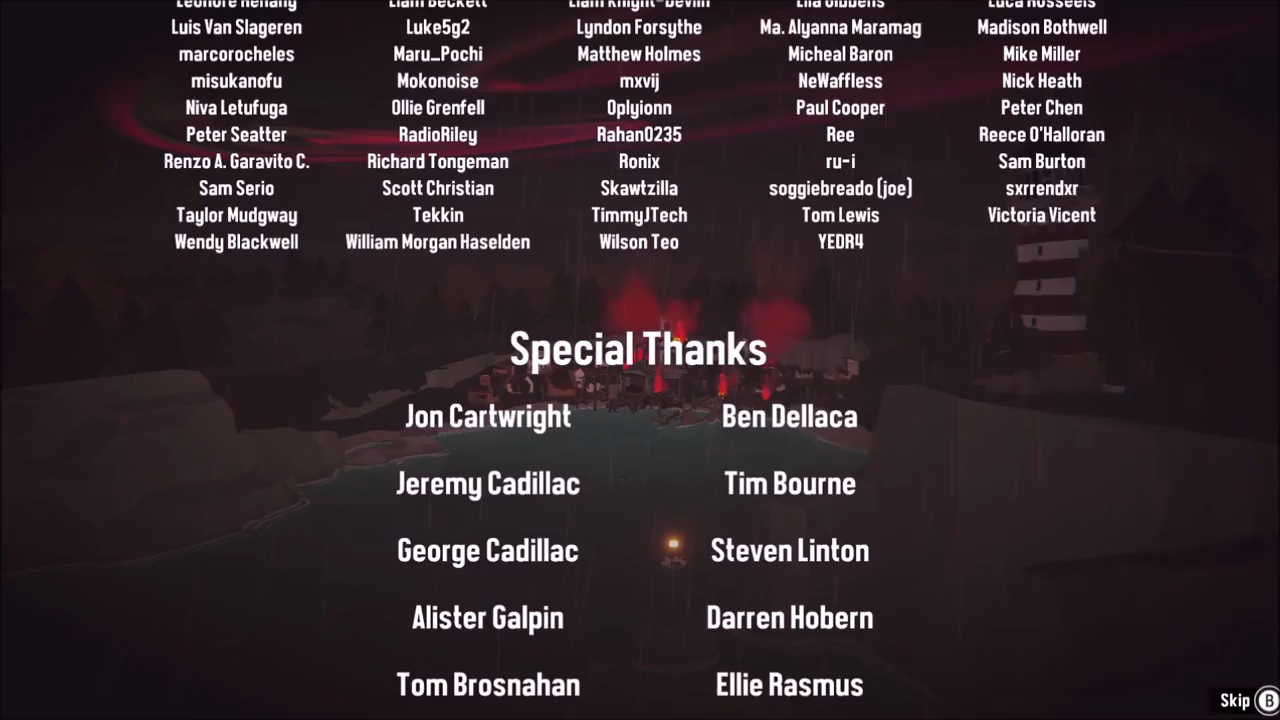 Liam Beckett
Luis Van Slageren Luke5g2 Lyndon Forsythe Ma. Alyanna Maramag Madison Bothwell
marcorocheles Maru_Pochi Matthew Holmes Micheal Baron Mike Miller
misukanofu Mokonoise mxvij NeWaffless Nick Heath
Niva Letufuga Ollie Grenfell Oplyionn Paul Cooper Peter Chen
Peter Seatter RadioRiley Rahan0235 Ree Reece O'Halloran
Renzo A. Garavito C. Richard Tongeman Ronix ru-i Sam Burton
Sam Serio Scott Christian Skawtzilla soggiebreado (joe) sxrrendxr
Taylor Mudgway Tekkin TimmyJTech Tom Lewis Victoria Vicent
Wendy Blackwell William Morgan Haselden Wilson Teo YEDR4
Special Thanks
Jon Cartwright Ben Dellaca
Jeremy Cadillac Tim Bourne
George Cadillac Steven Linton
Alister Galpin Darren Hobern
Tom Brosnahan Ellie Rasmus
Skip B